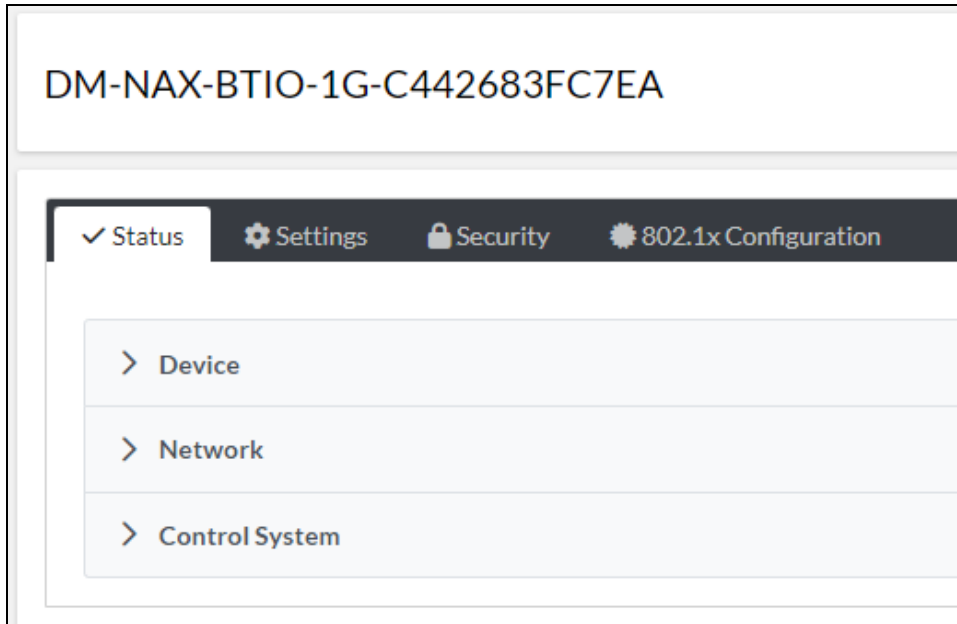 DM-NAX-BTIO-1G-C442683FC7EA
Status Settings Security 802.1x Configuration
Device
Network
Control System